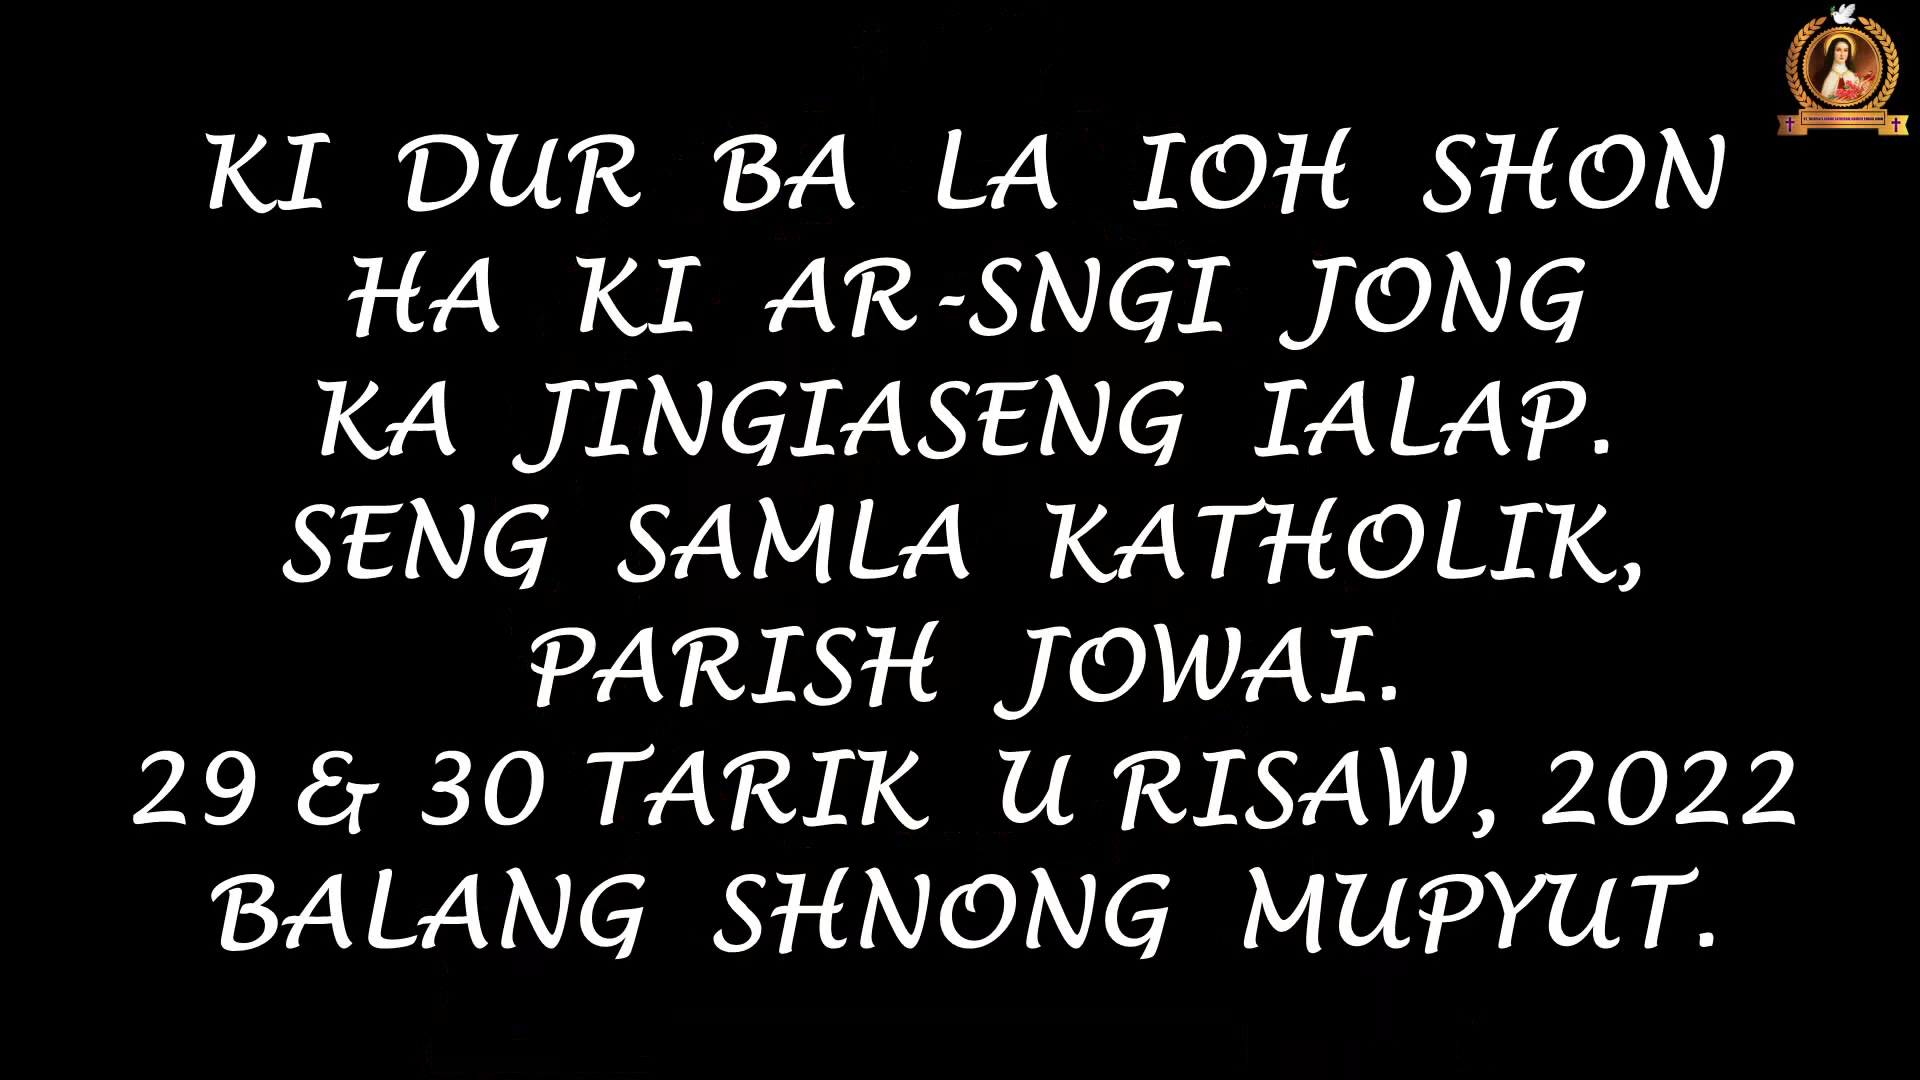 KI DUR BA LA IOH SHON
HA KI AR-SNGI JONG
KA JINGIASENG IALAP.
SENG SAMLA KATHOLIK,
PARISH JOWAI.
29 & 30 TARIK U RISAW, 2022
BALANG SHNONG MUPYUT.